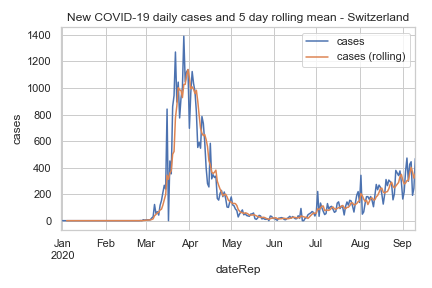 New COVID-19 daily cases and 5 day rolling mean - Switzerland
1400
1200
1000
800
600
400
200
0
cases
cases
cases (rolling)
Jan Feb Mar Apr May Jun Jul Aug Sep
2020
dateRep